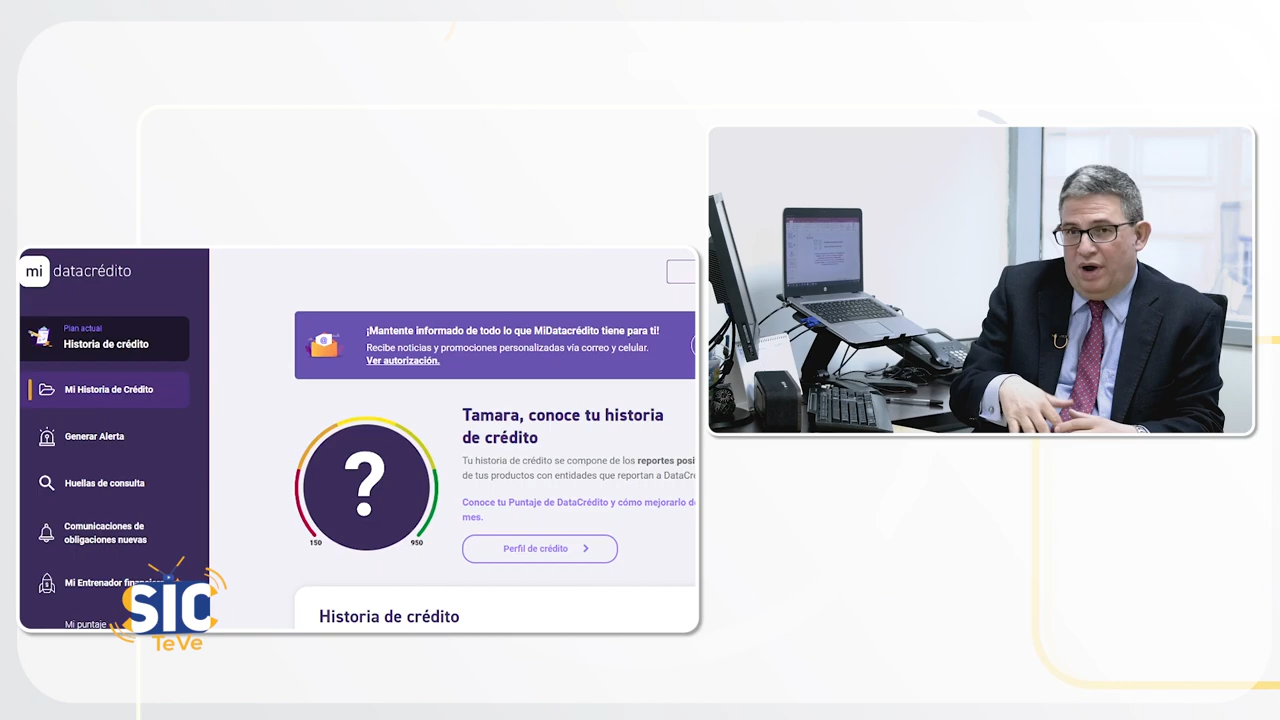 mi datacrédito
Plan actual
Historia de crédito
Mi Historia de Crédito
Generar Alerta
Huellas de consulta
Comunicaciones de
obligaciones nuevas
Mi Entrenador
Mi puntaje
¡Mantente informado de todo lo que MiDatacrédito tiene para ti!
Recibe noticias y promociones personalizadas vía correo y celular.
Ver autorización.
?
150
950
Tamara, conoce tu historia
de crédito
Tu historia de crédito se compone de los reportes posi
de tus productos con entidades que reportan a DataCr
Conoce tu Puntaje de DataCrédito y cómo mejorarlo
mes.
Perfil de crédito
Historia de crédito
SIC
TeVe